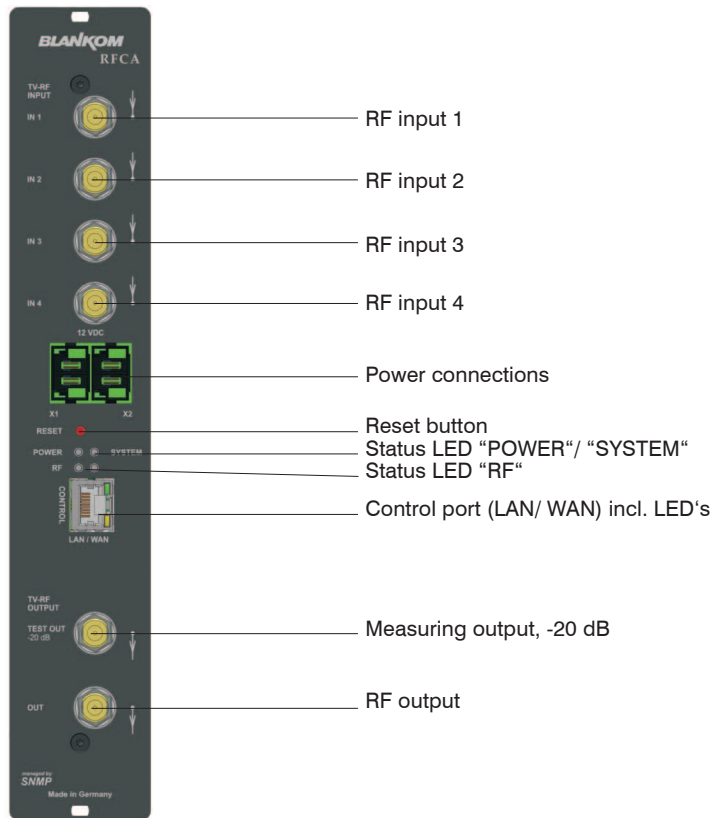 BLANKOM
RFCA
TV-RF
INPUT
IN 1
RF input 1
IN 2
RF input 2
IN 3
RF input 3
IN 4
RF input 4
12 VDC
Power connections
X1 X2
RESET
Reset button
POWER SYSTEM
Status LED “POWER“/ “SYSTEM“
RF
Status LED “RF“
CONTROL
Control port (LAN/ WAN) incl. LED‘s
LAN / WAN
TV-RF
OUTPUT
TEST OUT
-20 dB
Measuring output, -20 dB
OUT
RF output
managed by
SNMP
Made in Germany